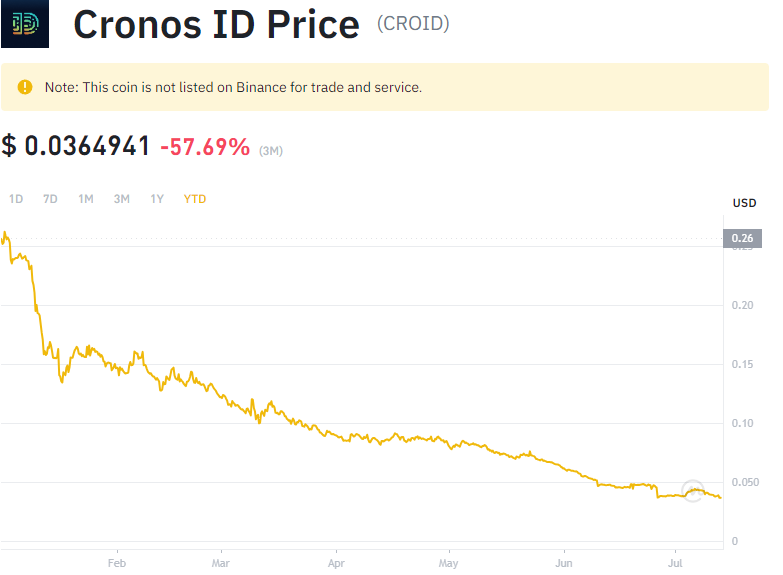 Cronos ID Price (CROID)
Note: This coin is not listed on Binance for trade and service.
$ 0.0364941 -57.69% (3M)
1D 7D 1M 3M 1Y YTD
USD
0.26
0.20
0.15
0.10
0.050
0
Feb Mar Apr May Jun Jul